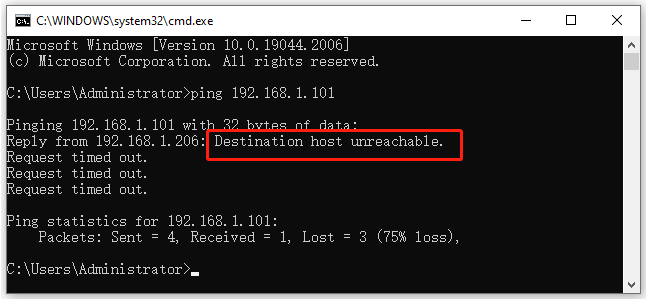 C:\WINDOWS\system32\cmd.exe
Microsoft Windows [Version 10.0.19044.2006]
(c) Microsoft Corporation. All rights reserved.
C:\Users\Administrator>ping 192.168.1.101
Pinging 192.168.1.101 with 32 bytes of data:
Reply from 192.168.1.206: Destination host unreachable.
Request timed out.
Request timed out.
Request timed out.
Ping statistics for 192.168.1.101:
    Packets: Sent = 4, Received = 1, Lost = 3 (75% loss),
C:\Users\Administrator>